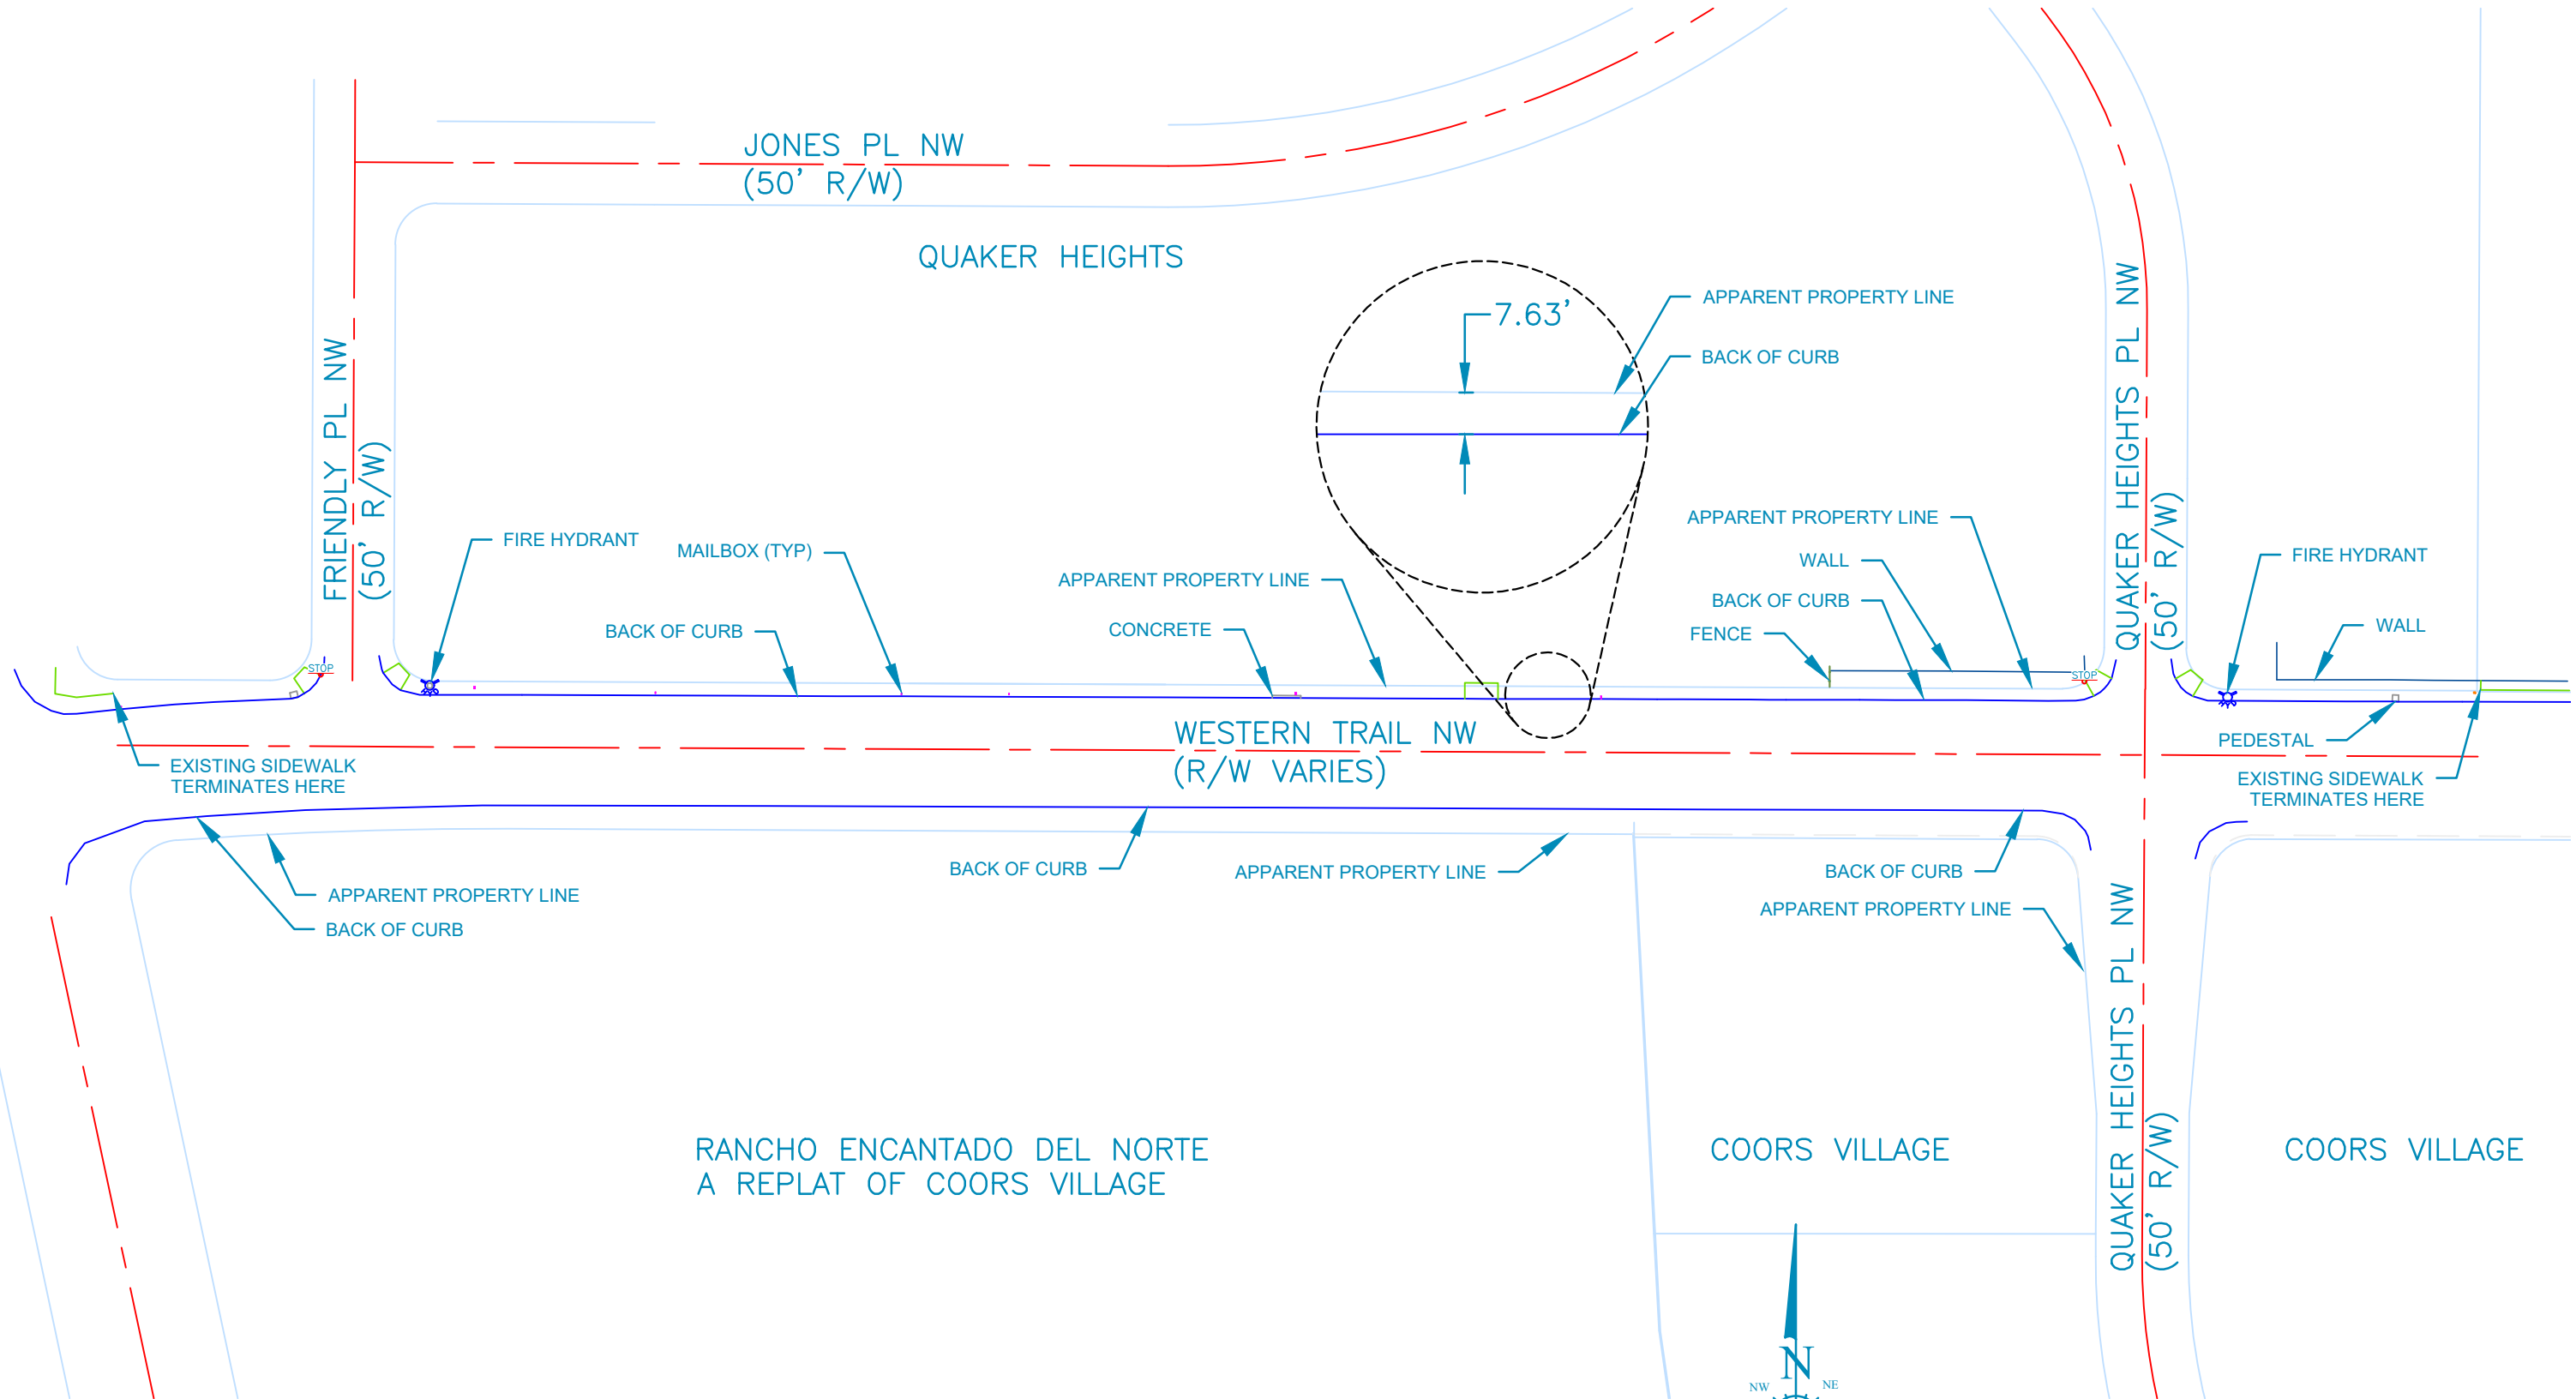 JONES PL NW
(50' R/W)
QUAKER HEIGHTS
7.63'
APPARENT PROPERTY LINE
BACK OF CURB
FRIENDLY PL NW
(50' R/W)
QUAKER HEIGHTS PL NW
(50' R/W)
FIRE HYDRANT
MAILBOX (TYP)
BACK OF CURB
APPARENT PROPERTY LINE
CONCRETE
APPARENT PROPERTY LINE
WALL
BACK OF CURB
FENCE
FIRE HYDRANT
WALL
STOP
STOP
WESTERN TRAIL NW
(R/W VARIES)
EXISTING SIDEWALK
TERMINATES HERE
PEDESTAL
EXISTING SIDEWALK
TERMINATES HERE
APPARENT PROPERTY LINE
BACK OF CURB
BACK OF CURB
APPARENT PROPERTY LINE
BACK OF CURB
APPARENT PROPERTY LINE
QUAKER HEIGHTS PL NW
(50' R/W)
RANCHO ENCANTADO DEL NORTE
A REPLAT OF COORS VILLAGE
COORS VILLAGE
COORS VILLAGE
N
NW
NE